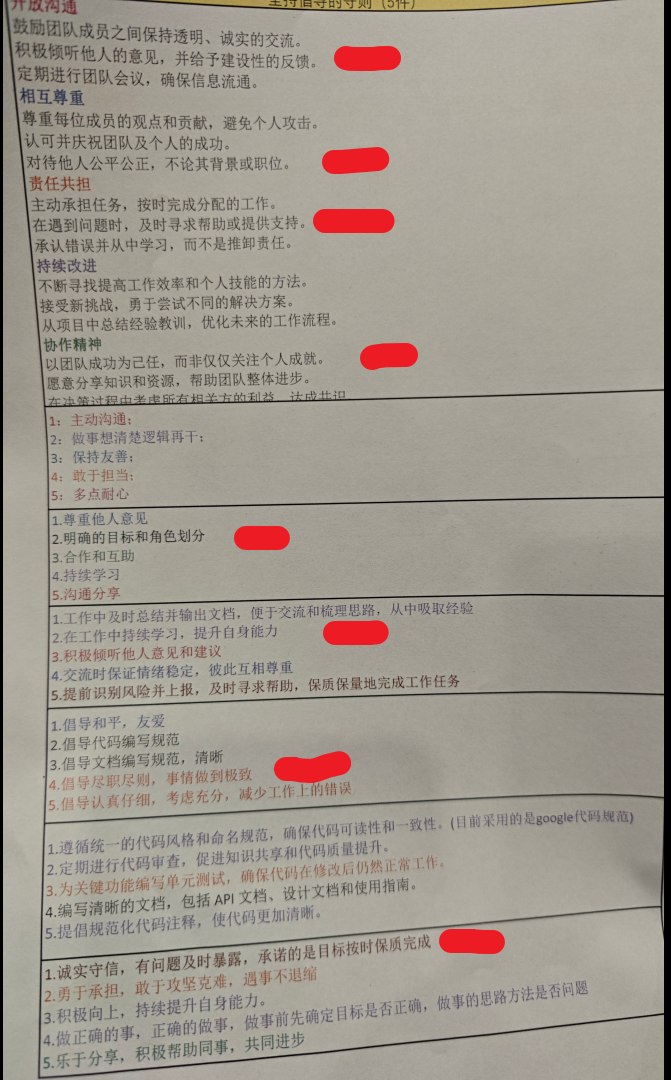 坚持倡导的守则（5件）
开放沟通
鼓励团队成员之间保持透明、诚实的交流。
积极倾听他人的意见，并给予建设性的反馈。
定期进行团队会议，确保信息流通。
相互尊重
尊重每位成员的观点和贡献，避免个人攻击。
认可并庆祝团队及个人的成功。
对待他人公平公正，不论其背景或职位。
责任共担
主动承担任务，按时完成分配的工作。
在遇到问题时，及时寻求帮助或提供支持。
承认错误并从中学习，而不是推卸责任。
持续改进
不断寻找提高工作效率和个人技能的方法。
接受新挑战，勇于尝试不同的解决方案。
从项目中总结经验教训，优化未来的工作流程。
协作精神
以团队成功为己任，而非仅仅关注个人成就。
愿意分享知识和资源，帮助团队整体进步。
在决策过程中考虑所有相关方的利益，达成共识
1：主动沟通；
2：做事想清楚逻辑再干；
3：保持友善；
4：敢于担当；
5：多点耐心
1.尊重他人意见
2.明确的目标和角色划分
3.合作和互助
4.持续学习
5.沟通分享
1.工作中及时总结并输出文档，便于交流和梳理思路，从中吸取经验
2.在工作中持续学习，提升自身能力
3.积极倾听他人意见和建议
4.交流时保证情绪稳定，彼此互相尊重
5.提前识别风险并上报，及时寻求帮助，保质保量地完成工作任务
1.倡导和平，友爱
2.倡导代码编写规范
3.倡导文档编写规范，清晰
4.倡导尽职尽则，事情做到极致
5.倡导认真仔细，考虑充分，减少工作上的错误
1.遵循统一的代码风格和命名规范，确保代码可读性和一致性。(目前采用的是google代码规范)
2.定期进行代码审查，促进知识共享和代码质量提升。
3.为关键功能编写单元测试，确保代码在修改后仍然正常工作。
4.编写清晰的文档，包括 API 文档、设计文档和使用指南。
5.提倡规范化代码注释，使代码更加清晰。
1.诚实守信，有问题及时暴露，承诺的是目标按时保质完成
2.勇于承担，敢于攻坚克难，遇事不退缩
3.积极向上，持续提升自身能力。
4.做正确的事，正确的做事，做事前先确定目标是否正确，做事的思路方法是否问题
5.乐于分享，积极帮助同事，共同进步